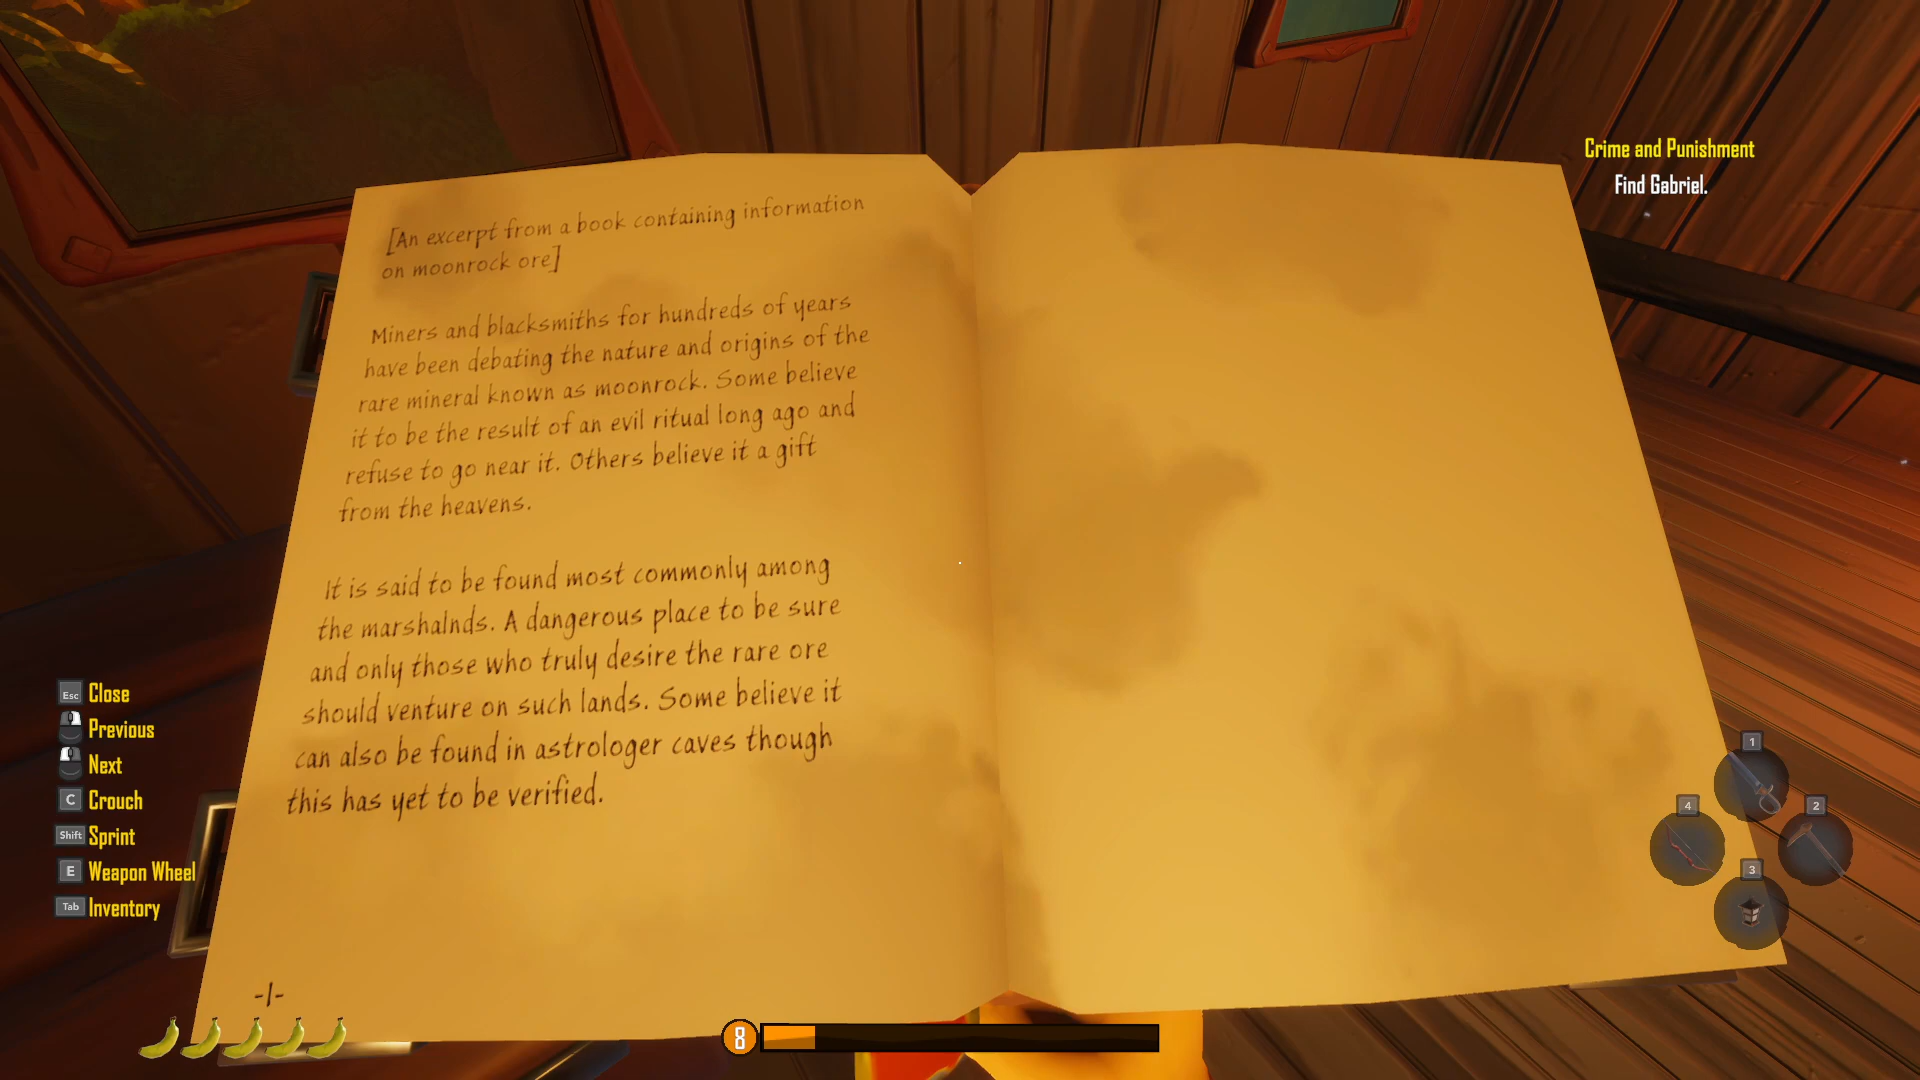 Crime and Punishment
Find Gabriel.
[An excerpt from a book containing information
on moonrock ore]
Miners and blacksmiths for hundreds of years
have been debating the nature and origins of the
rare mineral known as moonrock. Some believe
it to be the result of an evil ritual long ago and
refuse to go near it. Others believe it a gift
from the heavens.
It is said to be found most commonly among
the marshalnds. A dangerous place to be sure
and only those who truly desire the rare ore
should venture on such lands. Some believe it
can also be found in astrologer caves though
this has yet to be verified.
-1-
Esc Close
Previous
Next
C Crouch
Shift Sprint
E Weapon Wheel
Tab Inventory
1
4
2
3
8